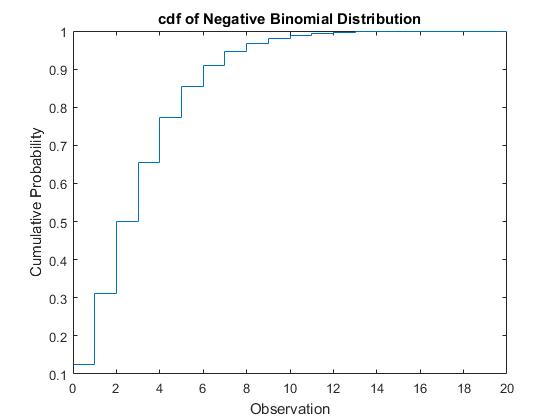 cdf of Negative Binomial Distribution
1
0.9
0.8
0.7
0.6
0.5
0.4
0.3
0.2
0.1
Cumulative Probability
0 2 4 6 8 10 12 14 16 18 20
Observation